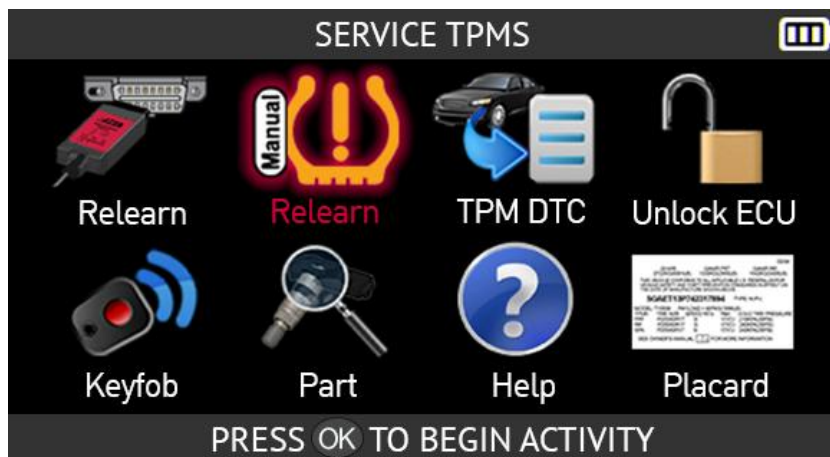 SERVICE TPMS
Manual
Relearn
Relearn
TPM DTC
Unlock ECU
Keyfob
Part
Help
Placard
PRESS OK TO BEGIN ACTIVITY